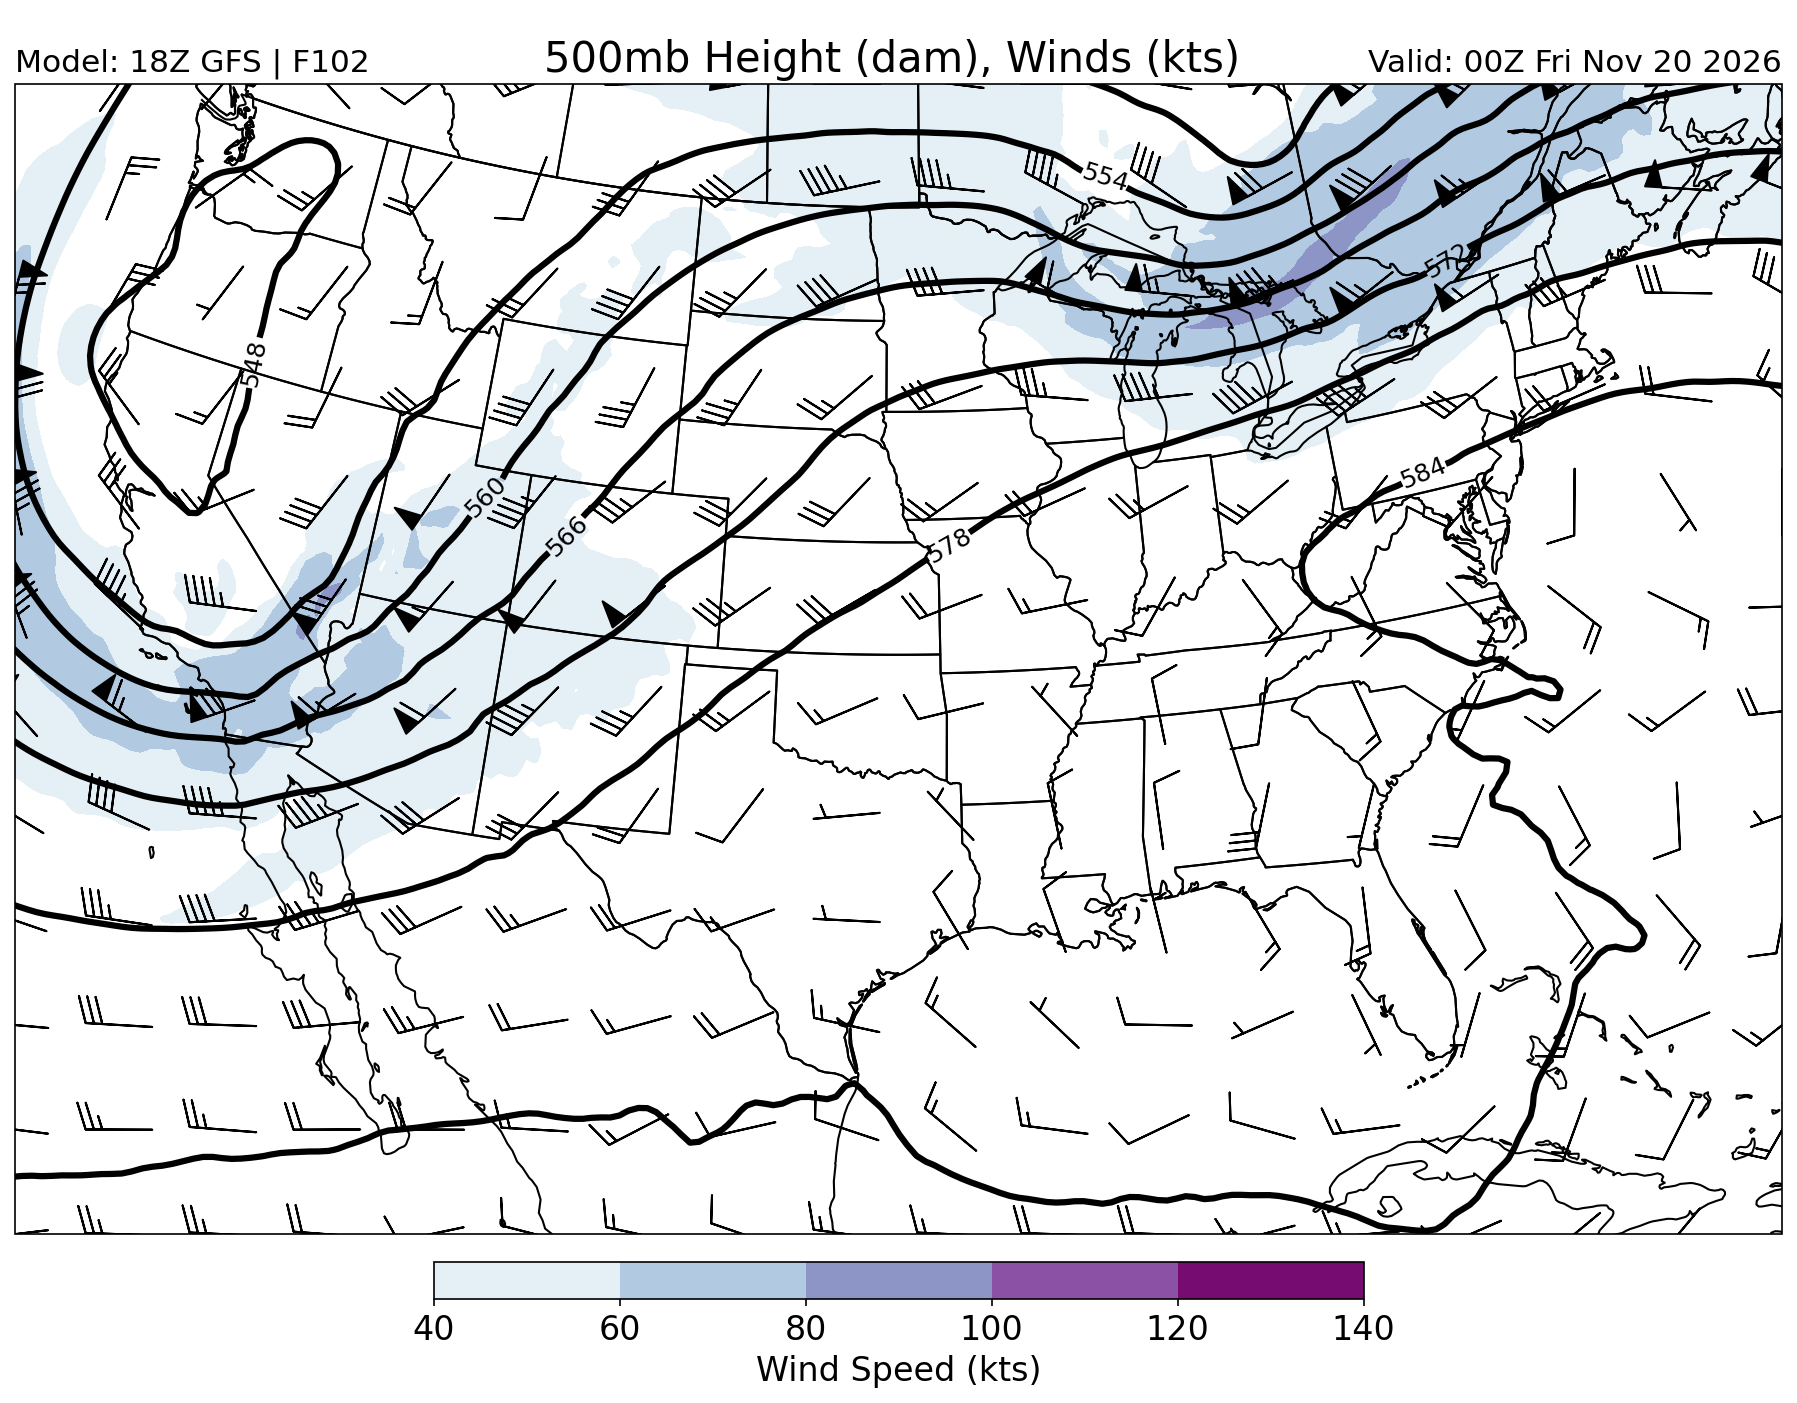 Model: 18Z GFS | F102
500mb Height (dam), Winds (kts)
Valid: 00Z Fri Nov 20 2026
554
572
548
584
560
566
578
40 60 80 100 120 140
Wind Speed (kts)